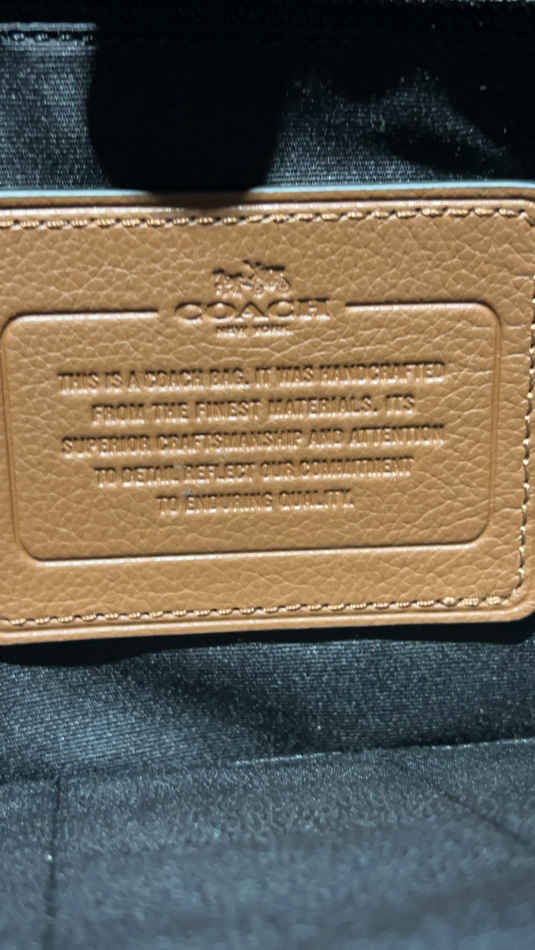 COACH
NEW YORK
THIS IS A COACH BAG. IT WAS HANDCRAFTED
FROM THE FINEST MATERIALS. ITS
SUPERIOR CRAFTSMANSHIP AND ATTENTION
TO DETAIL REFLECT OUR COMMITMENT
TO ENDURING QUALITY.